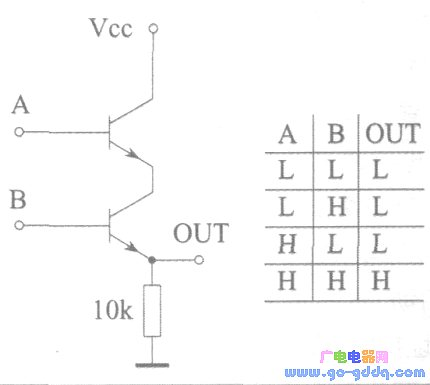 Vcc
A
B
OUT
10k
A B OUT
L L L
L H L
H L L
H H H
广电电器网
www.go-gddq.com